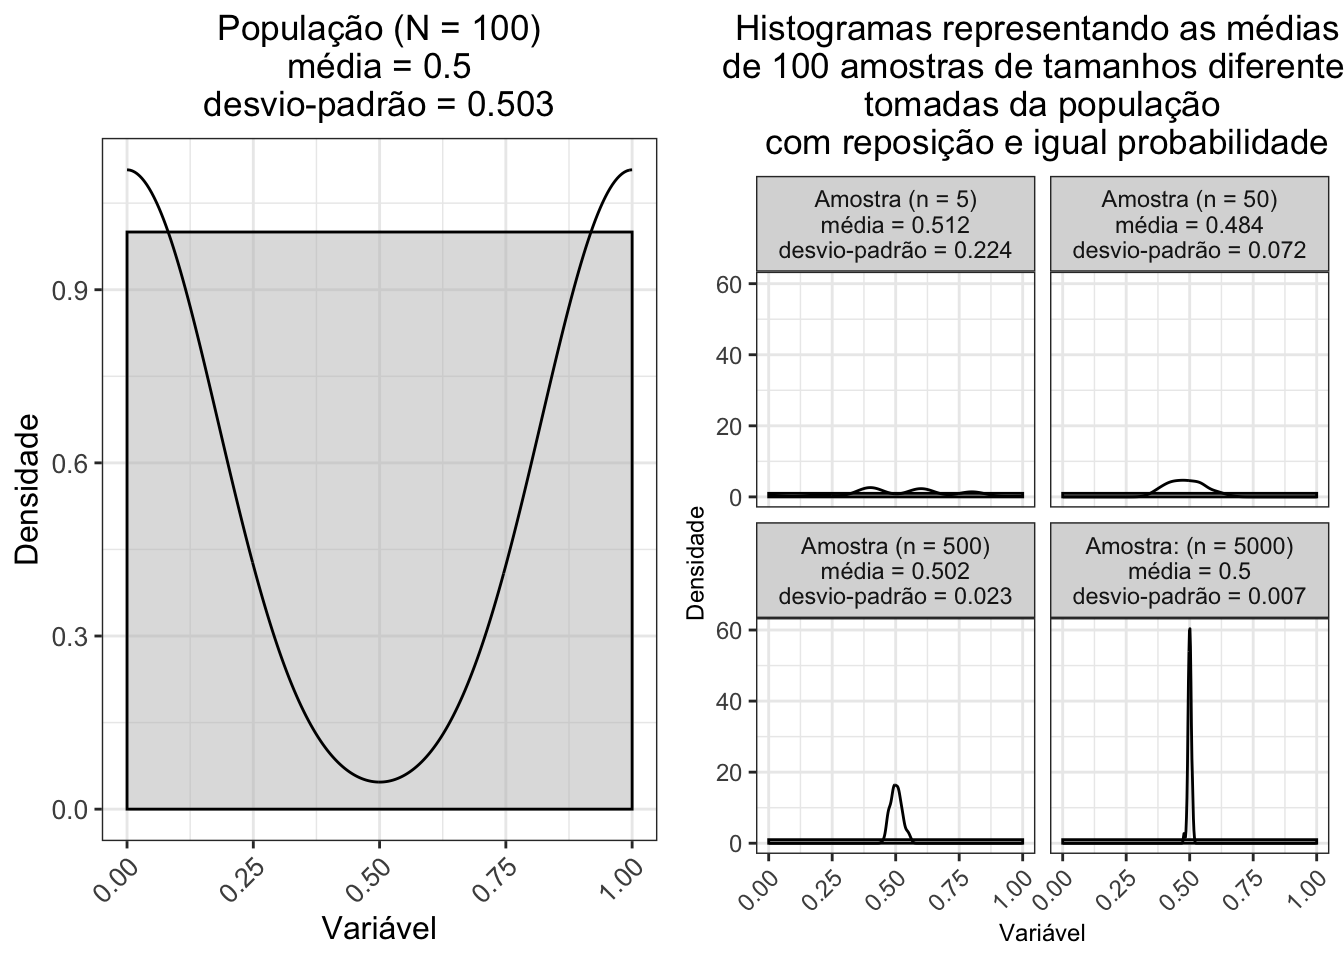 População (N = 100)
média = 0.5
desvio-padrão = 0.503
Densidade
0.9
0.6
0.3
0.0
0.00
0.25
0.50
0.75
1.00
Variável
Histogramas representando as médias
de 100 amostras de tamanhos diferente
tomadas da população
com reposição e igual probabilidade
Densidade
Amostra (n = 5)
média = 0.512
desvio-padrão = 0.224
Amostra (n = 50)
média = 0.484
desvio-padrão = 0.072
60
40
20
0
Amostra (n = 500)
média = 0.502
desvio-padrão = 0.023
Amostra: (n = 5000)
média = 0.5
desvio-padrão = 0.007
60
40
20
0
0.00
0.25
0.50
0.75
1.00
0.00
0.25
0.50
0.75
1.00
Variável